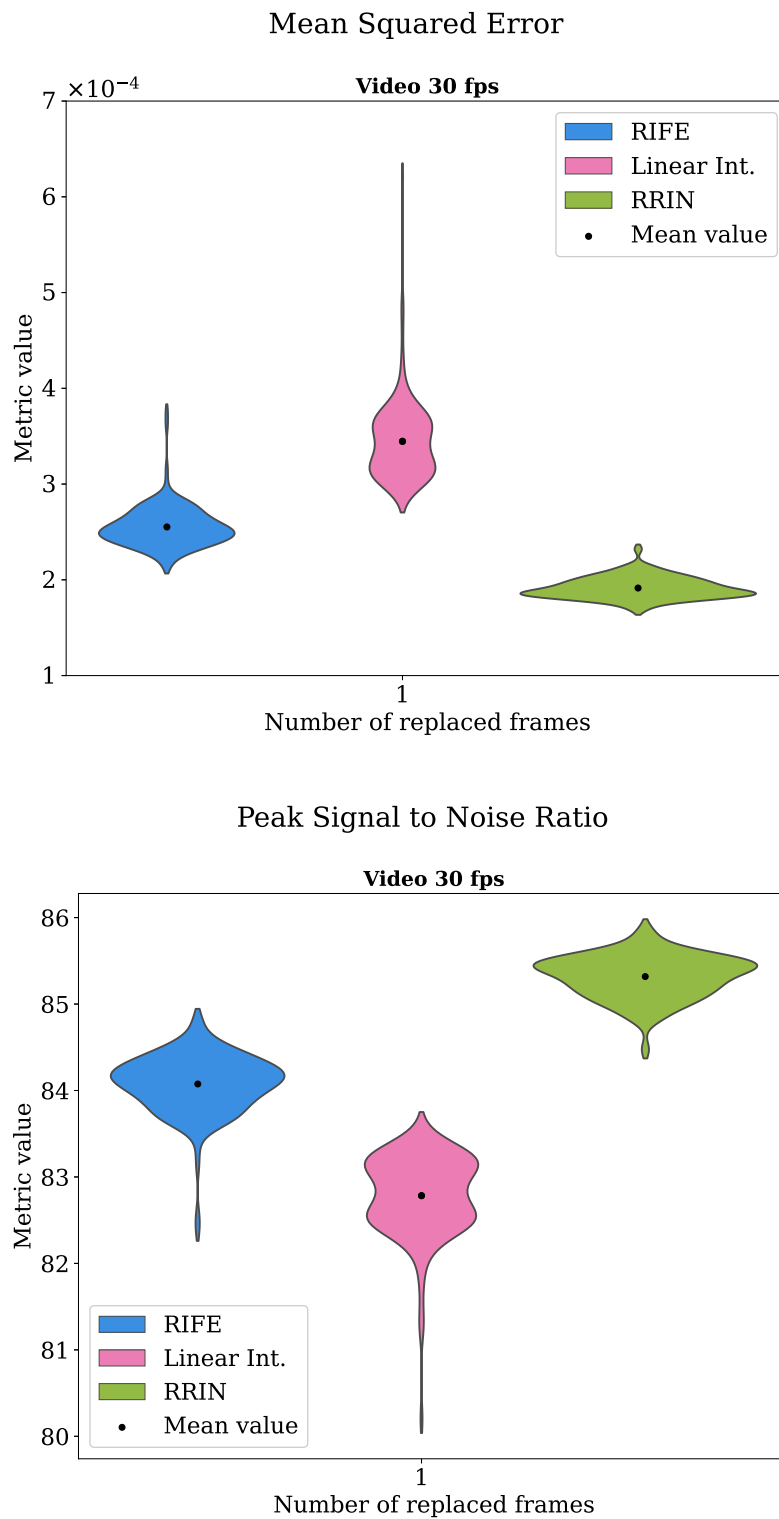 Mean Squared Error
×10⁻⁴
Video 30 fps
7
6
5
4
3
2
1
Metric value
RIFE
Linear Int.
RRIN
Mean value
1
Number of replaced frames
Peak Signal to Noise Ratio
Video 30 fps
86
85
84
83
82
81
80
Metric value
RIFE
Linear Int.
RRIN
Mean value
1
Number of replaced frames